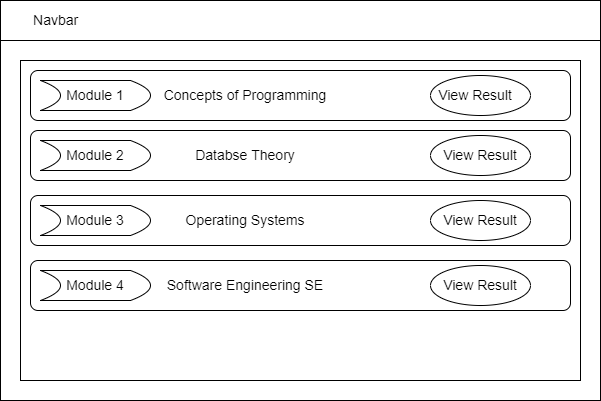 Navbar
Module 1 Concepts of Programming View Result
Module 2 Databse Theory View Result
Module 3 Operating Systems View Result
Module 4 Software Engineering SE View Result